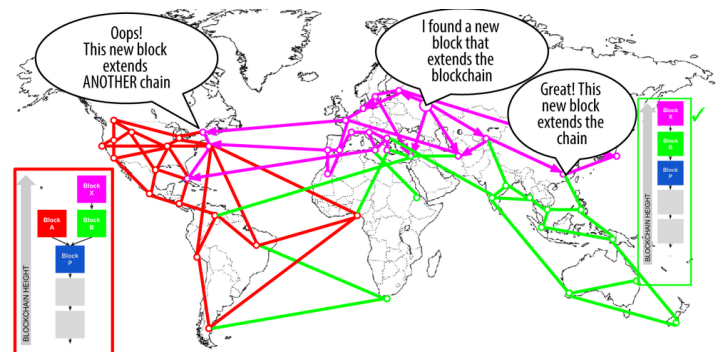 Oops!
This new block
extends
ANOTHER chain
I found a new
block that
extends the
blockchain
Great! This
new block
extends the
chain
Block
X
Block
A
Block
B
Block
P
BLOCKCHAIN HEIGHT
Block
X
Block
B
Block
P
BLOCKCHAIN HEIGHT